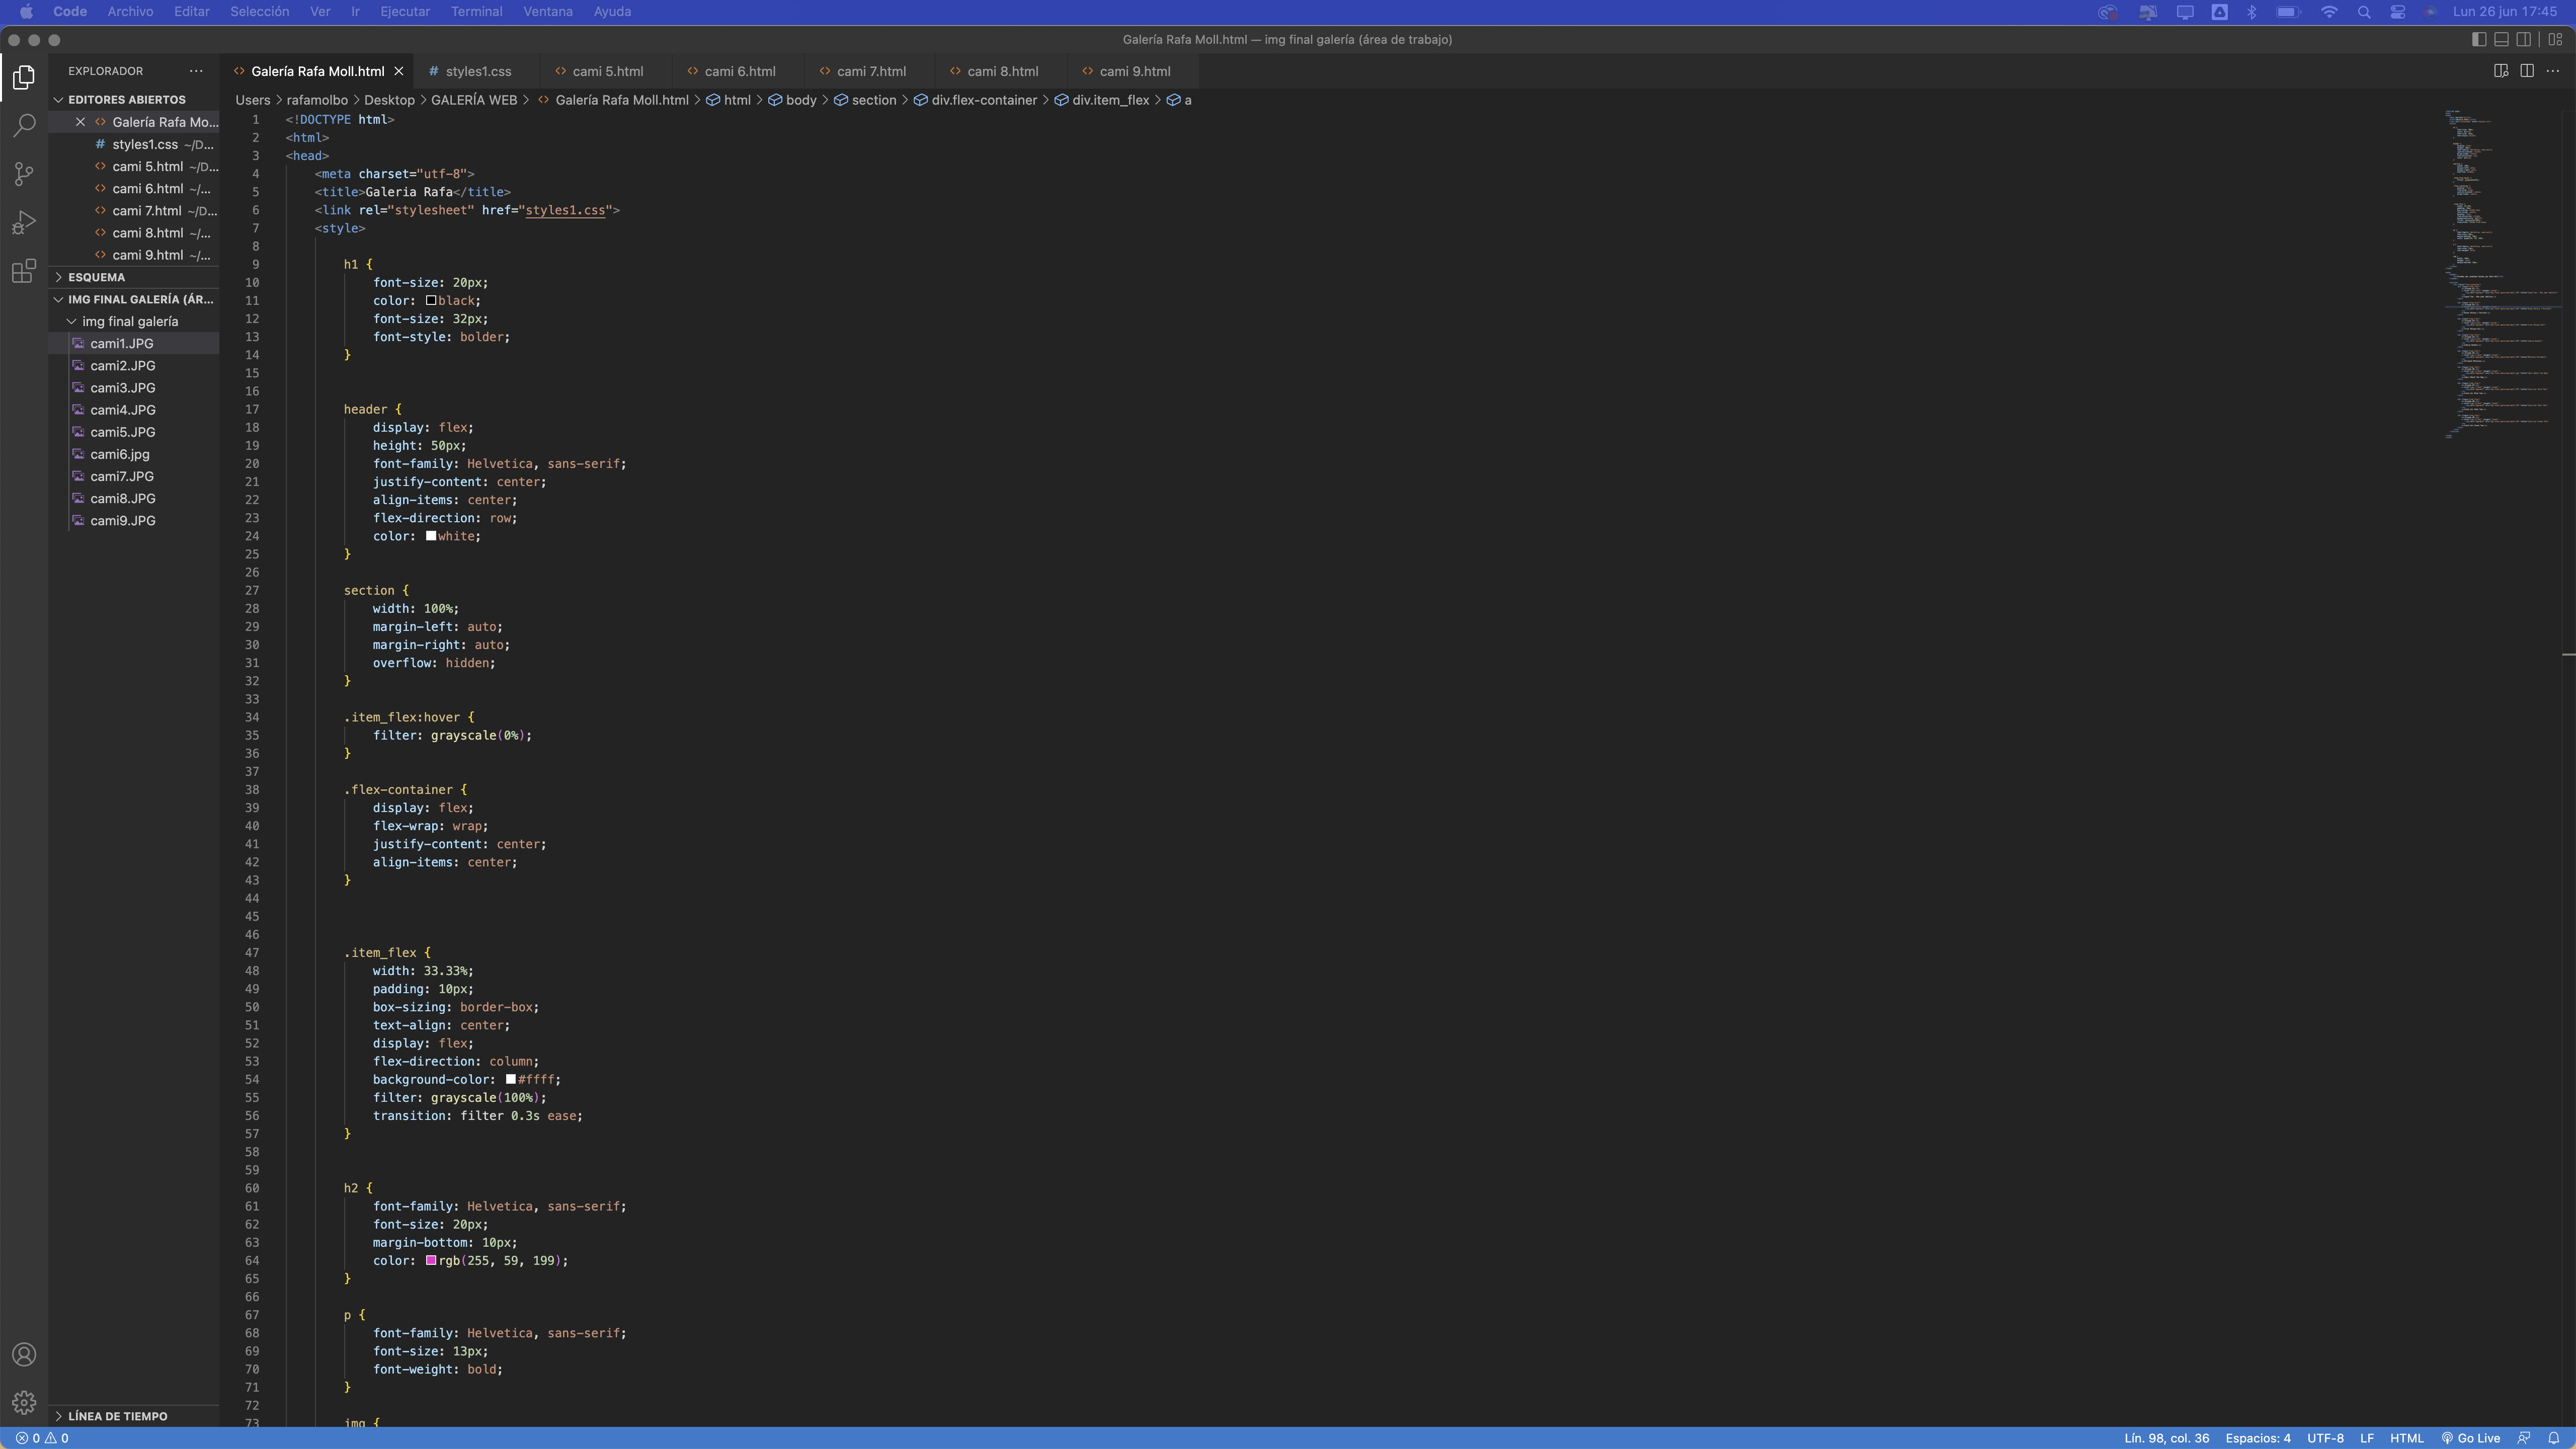 Code Archivo Editar Selección Ver Ir Ejecutar Terminal Ventana Ayuda Lun 26 jun 17:45
Galería Rafa Moll.html — img final galería (área de trabajo)
EXPLORADOR
EDITORES ABIERTOS
Galería Rafa Mo...
styles1.css ~/D...
cami 5.html ~/D...
cami 6.html ~/...
cami 7.html ~/D...
cami 8.html ~/...
cami 9.html ~/...
ESQUEMA
IMG FINAL GALERÍA (ÁR...
img final galería
cami1.JPG
cami2.JPG
cami3.JPG
cami4.JPG
cami5.JPG
cami6.jpg
cami7.JPG
cami8.JPG
cami9.JPG
LÍNEA DE TIEMPO
Galería Rafa Moll.html styles1.css cami 5.html cami 6.html cami 7.html cami 8.html cami 9.html
Users > rafamolbo > Desktop > GALERÍA WEB > Galería Rafa Moll.html > html > body > section > div.flex-container > div.item_flex > a
1 <!DOCTYPE html>
2 <html>
3 <head>
4 <meta charset="utf-8">
5 <title>Galeria Rafa</title>
6 <link rel="stylesheet" href="styles1.css">
7 <style>
8
9 h1 {
10 font-size: 20px;
11 color: black;
12 font-size: 32px;
13 font-style: bolder;
14 }
15
16
17 header {
18 display: flex;
19 height: 50px;
20 font-family: Helvetica, sans-serif;
21 justify-content: center;
22 align-items: center;
23 flex-direction: row;
24 color: white;
25 }
26
27 section {
28 width: 100%;
29 margin-left: auto;
30 margin-right: auto;
31 overflow: hidden;
32 }
33
34 .item_flex:hover {
35 filter: grayscale(0%);
36 }
37
38 .flex-container {
39 display: flex;
40 flex-wrap: wrap;
41 justify-content: center;
42 align-items: center;
43 }
44
45
46
47 .item_flex {
48 width: 33.33%;
49 padding: 10px;
50 box-sizing: border-box;
51 text-align: center;
52 display: flex;
53 flex-direction: column;
54 background-color: #ffff;
55 filter: grayscale(100%);
56 transition: filter 0.3s ease;
57 }
58
59
60 h2 {
61 font-family: Helvetica, sans-serif;
62 font-size: 20px;
63 margin-bottom: 10px;
64 color: rgb(255, 59, 199);
65 }
66
67 p {
68 font-family: Helvetica, sans-serif;
69 font-size: 13px;
70 font-weight: bold;
71 }
72
73 img {
0 0 Lín. 98, col. 36 Espacios: 4 UTF-8 LF HTML Go Live